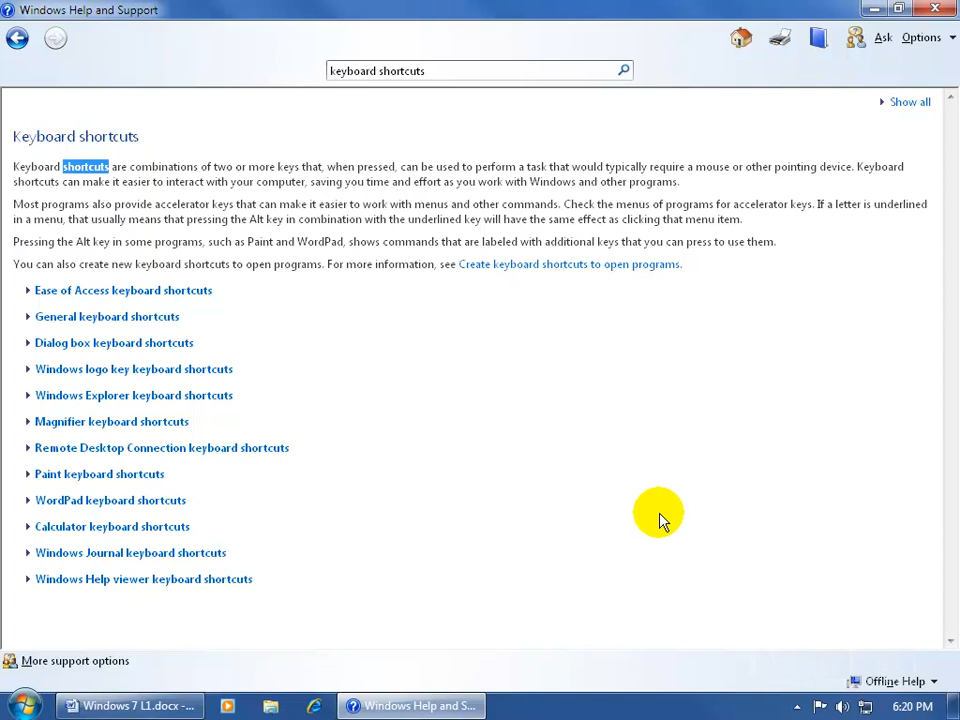 Windows Help and Support
Ask Options
keyboard shortcuts
Show all
Keyboard shortcuts
Keyboard shortcuts are combinations of two or more keys that, when pressed, can be used to perform a task that would typically require a mouse or other pointing device. Keyboard
shortcuts can make it easier to interact with your computer, saving you time and effort as you work with Windows and other programs.
Most programs also provide accelerator keys that can make it easier to work with menus and other commands. Check the menus of programs for accelerator keys. If a letter is underlined
in a menu, that usually means that pressing the Alt key in combination with the underlined key will have the same effect as clicking that menu item.
Pressing the Alt key in some programs, such as Paint and WordPad, shows commands that are labeled with additional keys that you can press to use them.
You can also create new keyboard shortcuts to open programs. For more information, see Create keyboard shortcuts to open programs.
Ease of Access keyboard shortcuts
General keyboard shortcuts
Dialog box keyboard shortcuts
Windows logo key keyboard shortcuts
Windows Explorer keyboard shortcuts
Magnifier keyboard shortcuts
Remote Desktop Connection keyboard shortcuts
Paint keyboard shortcuts
WordPad keyboard shortcuts
Calculator keyboard shortcuts
Windows Journal keyboard shortcuts
Windows Help viewer keyboard shortcuts
More support options
Offline Help
Windows 7 L1.docx -... Windows Help and S... 6:20 PM